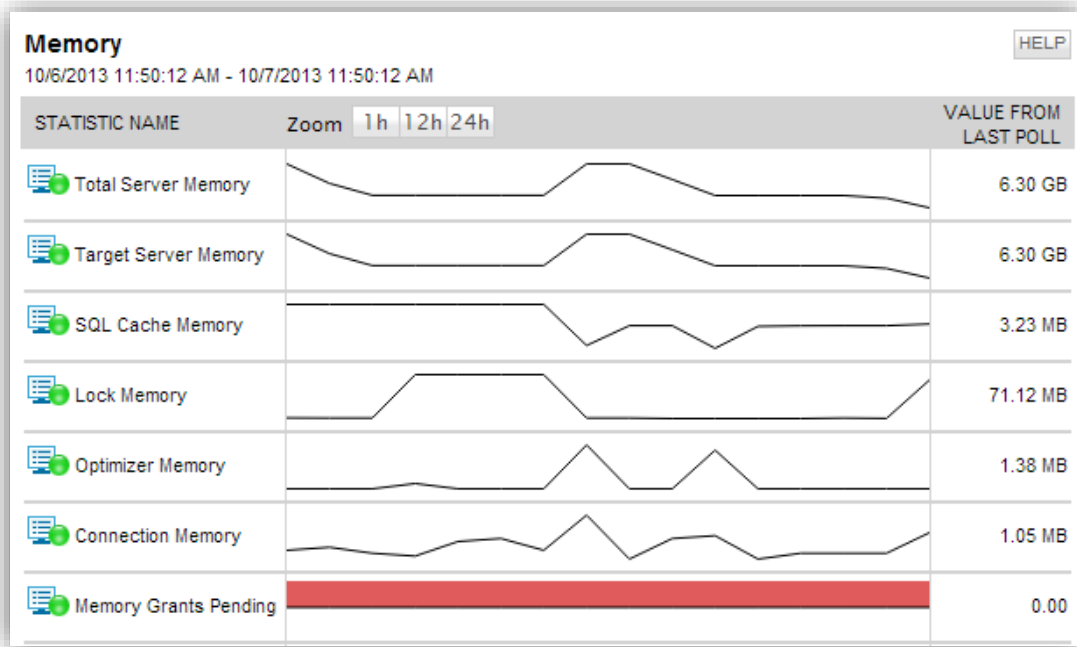 Memory
HELP
10/6/2013 11:50:12 AM - 10/7/2013 11:50:12 AM
STATISTIC NAME
Zoom 1h 12h 24h
VALUE FROM
LAST POLL
Total Server Memory 6.30 GB
Target Server Memory 6.30 GB
SQL Cache Memory 3.23 MB
Lock Memory 71.12 MB
Optimizer Memory 1.38 MB
Connection Memory 1.05 MB
Memory Grants Pending 0.00